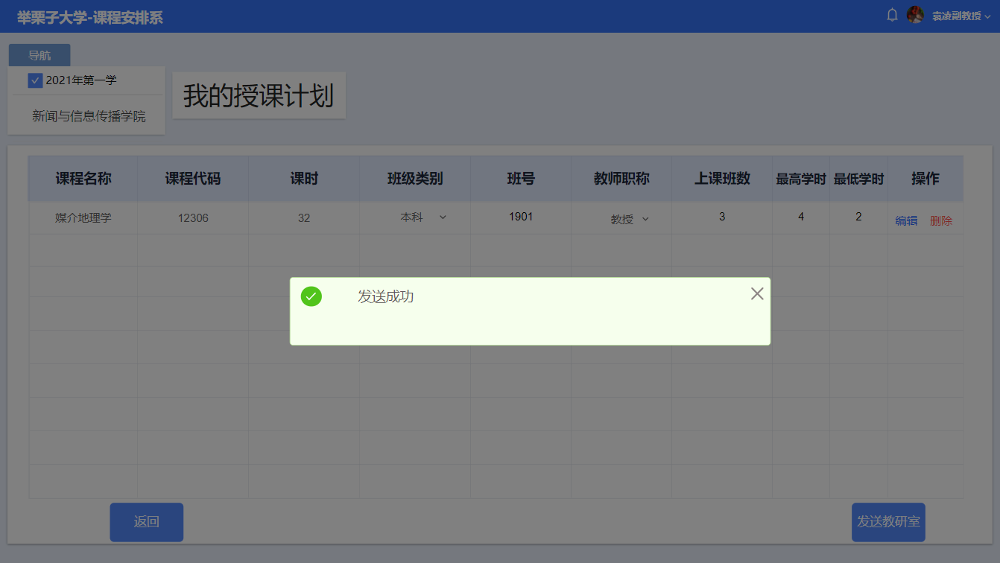 举栗子大学-课程安排系
袁凌副教授
导航
2021年第一学
新闻与信息传播学院
我的授课计划
课程名称 课程代码 课时 班级类别 班号 教师职称 上课班数 最高学时 最低学时 操作
媒介地理学 12306 32 本科 1901 教授 3 4 2 编辑 删除
发送成功
返回 发送教研室